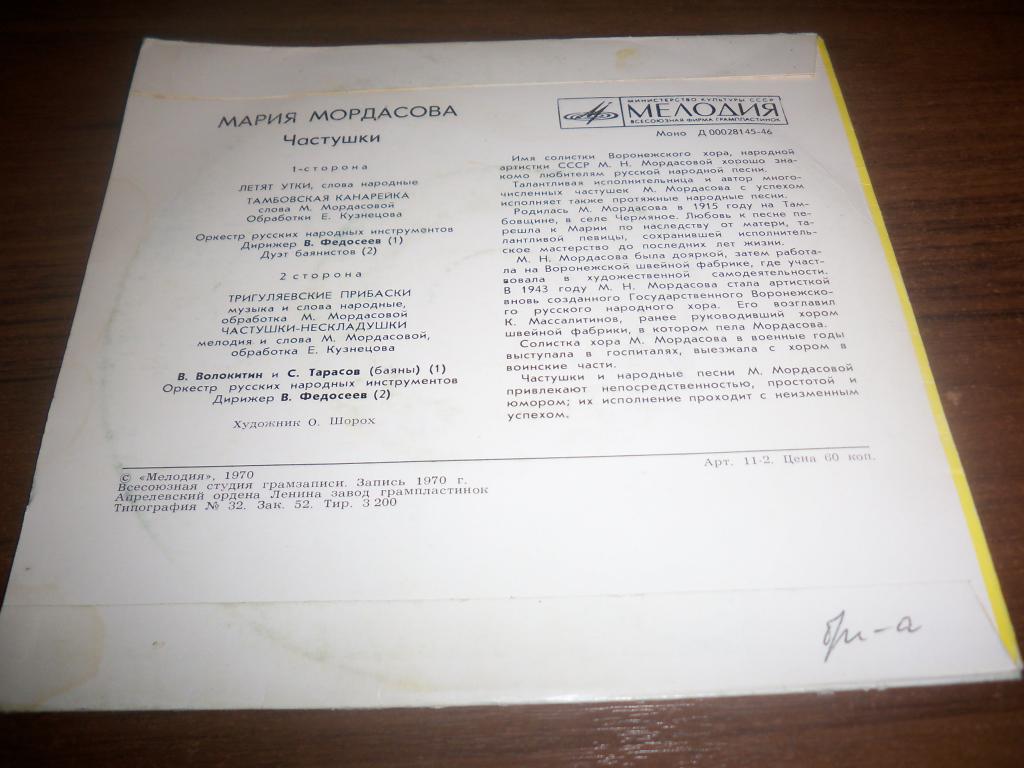 МАРИЯ МОРДАСОВА
Частушки
1-сторона
ЛЕТЯТ УТКИ, слова народные
ТАМБОВСКАЯ КАНАРЕЙКА
слова М. Мордасовой
Обработки Е. Кузнецова
Оркестр русских народных инструментов
Дирижер В. Федосеев (1)
Дуэт баянистов (2)
2 сторона
ТРИГУЛЯЕВСКИЕ ПРИБАСКИ
музыка и слова народные,
обработка М. Мордасовой
ЧАСТУШКИ-НЕСКЛАДУШКИ
мелодия и слова М. Мордасовой,
обработка Е. Кузнецова
В. Волокитин и С. Тарасов (баяны) (1)
Оркестр русских народных инструментов
Дирижер В. Федосеев (2)
Художник О. Шорох
МИНИСТЕРСТВО КУЛЬТУРЫ СССР
МЕЛОДИЯ
ВСЕСОЮЗНАЯ ФИРМА ГРАМПЛАСТИНОК
Моно Д 00028145-46
Имя солистки Воронежского хора, народной
артистки СССР М. Н. Мордасовой хорошо зна-
комо любителям русской народной песни.
Талантливая исполнительница и автор много-
численных частушек М. Мордасова с успехом
исполняет также протяжные народные песни.
Родилась М. Мордасова в 1915 году на Там-
бовщине, в селе Чермяное. Любовь к песне пе-
решла к Марии по наследству от матери, та-
лантливой певицы, сохранившей исполнитель-
ское мастерство до последних лет жизни.
М. Н. Мордасова была дояркой, затем работа-
ла на Воронежской швейной фабрике, где участ-
вовала в художественной самодеятельности.
В 1943 году М. Н. Мордасова стала артисткой
вновь созданного Государственного Воронежско-
го русского народного хора. Его возглавил
К. Массалитинов, ранее руководивший хором
швейной фабрики, в котором пела Мордасова.
Солистка хора М. Мордасова в военные годы
выступала в госпиталях, выезжала с хором в
воинские части.
Частушки и народные песни М. Мордасовой
привлекают непосредственностью, простотой и
юмором; их исполнение проходит с неизменным
успехом.
Арт. 11-2. Цена 60 коп.
© «Мелодия», 1970
Всесоюзная студия грамзаписи. Запись 1970 г.
Апрелевский ордена Ленина завод грампластинок
Типография № 32. Зак. 52. Тир. 3 200